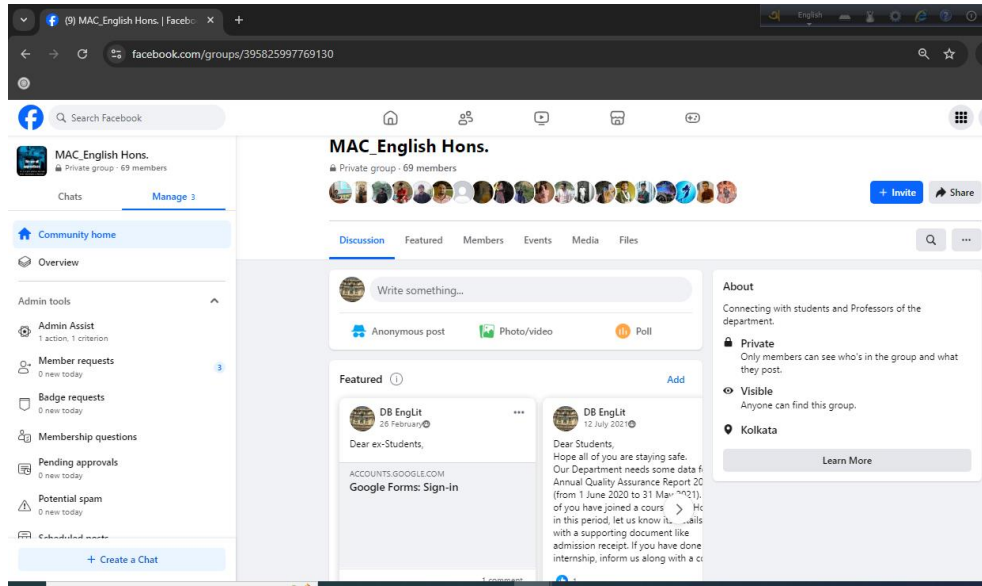 (9) MAC_English Hons. | Facebo
English
facebook.com/groups/395825997769130
Search Facebook
MAC_English Hons.
Private group · 69 members
Chats
Manage 3
Community home
Overview
Admin tools
Admin Assist
1 action, 1 criterion
Member requests
0 new today
3
Badge requests
0 new today
Membership questions
Pending approvals
0 new today
Potential spam
0 new today
Scheduled posts
+ Create a Chat
MAC_English Hons.
Private group · 69 members
+ Invite
Share
Discussion
Featured
Members
Events
Media
Files
Write something...
Anonymous post
Photo/video
Poll
Featured
Add
DB EngLit
26 February
Dear ex-Students,
ACCOUNTS.GOOGLE.COM
Google Forms: Sign-in
1 comment
DB EngLit
12 July 2021
Dear Students,
Hope all of you are staying safe.
Our Department needs some data f
Annual Quality Assurance Report 20
(from 1 June 2020 to 31 May 2021).
of you have joined a cours
in this period, let us know
with a supporting document like
admission receipt. If you have done
internship, inform us along with a c
1
About
Connecting with students and Professors of the
department.
Private
Only members can see who's in the group and what
they post.
Visible
Anyone can find this group.
Kolkata
Learn More